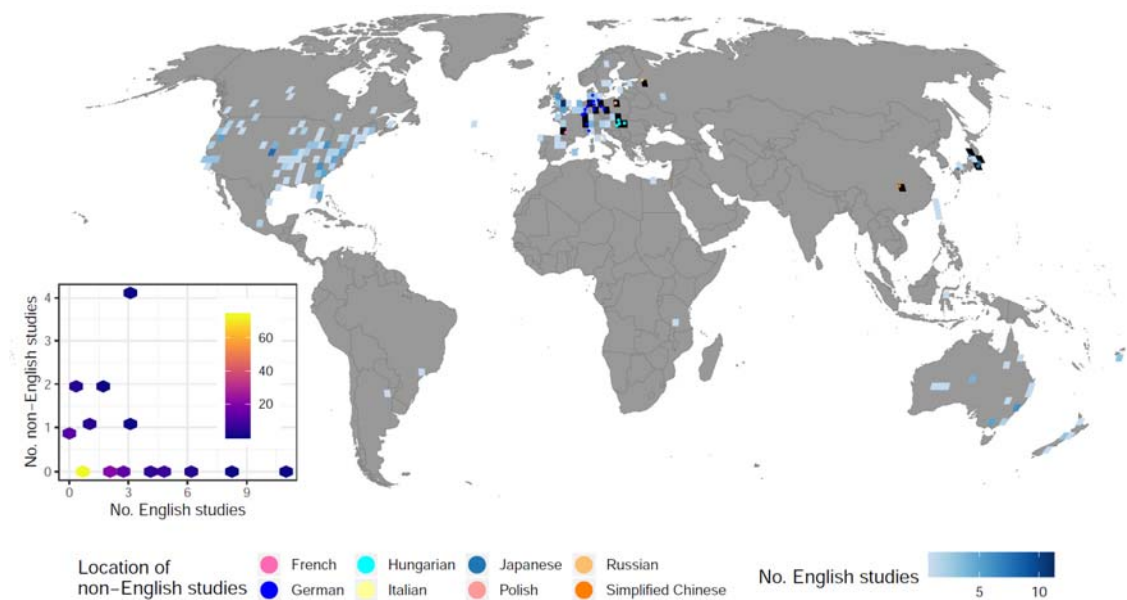 No. non−English studies
4
3
2
1
0
60
40
20
0 3 6 9
No. English studies
Location of
non−English studies
French Hungarian Japanese Russian
German Italian Polish Simplified Chinese
No. English studies
5 10